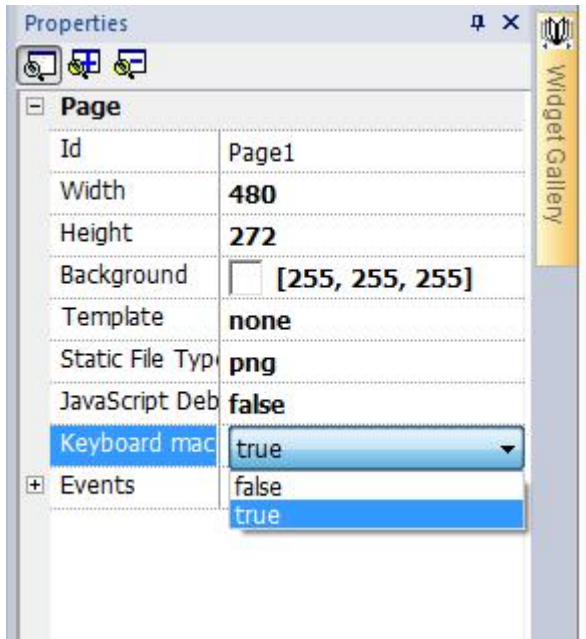 Properties
Page
Id Page1
Width 480
Height 272
Background [255, 255, 255]
Template none
Static File Typ png
JavaScript Deb false
Keyboard mac true
Events false
true
Widget Gallery